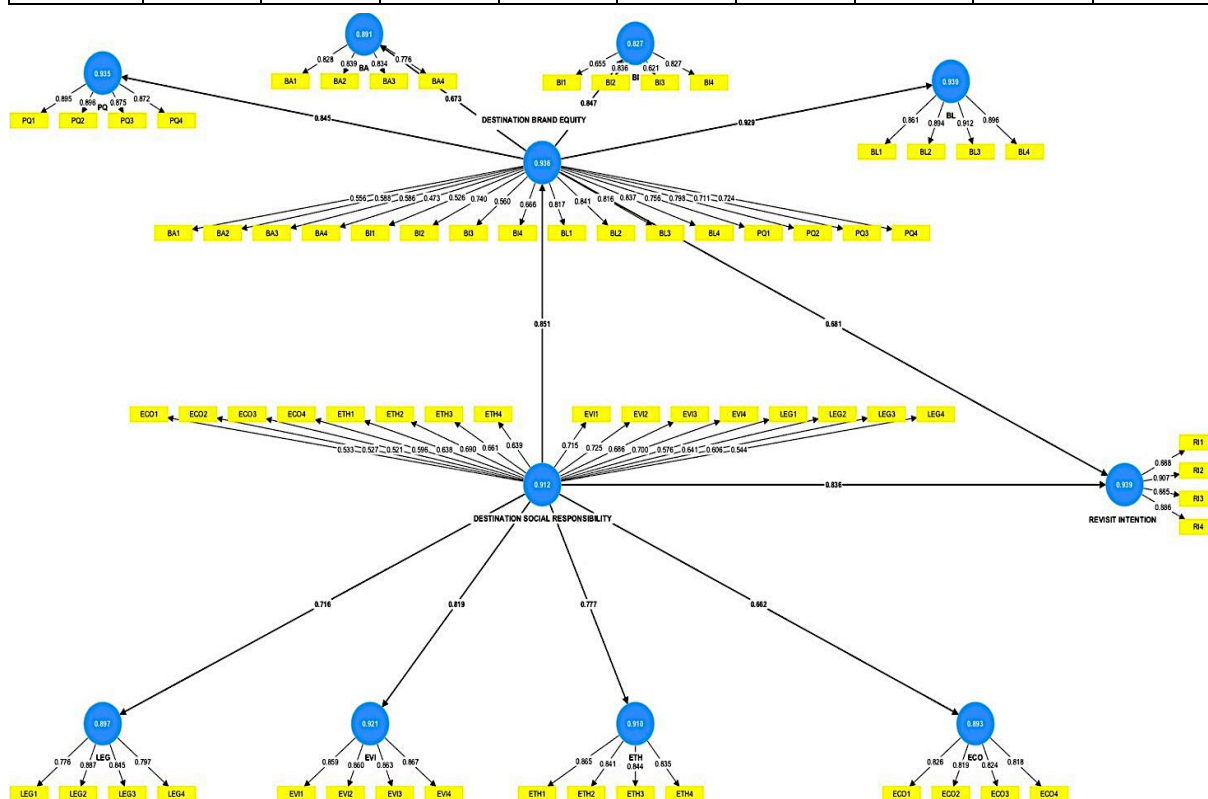 0.891
0.827
0.935
0.939
0.828
0.839
0.834
0.776
BA
0.655
0.836
0.621
0.827
BI
BA1 BA2 BA3 BA4
BI1 BI2 BI3 BI4
0.895
0.896
0.875
0.872
PQ
PQ1 PQ2 PQ3 PQ4
0.673
0.847
BL
0.861
0.894
0.912
0.896
BL1 BL2 BL3 BL4
0.845
DESTINATION BRAND EQUITY
0.929
0.936
0.556 0.588 0.586 0.473 0.526 0.740 0.560 0.666 0.817 0.841 0.816 0.837 0.756 0.798 0.711 0.724
BA1 BA2 BA3 BA4 BI1 BI2 BI3 BI4 BL1 BL2 BL3 BL4 PQ1 PQ2 PQ3 PQ4
0.851
0.681
ECO1 ECO2 ECO3 ECO4 ETH1 ETH2 ETH3 ETH4 EVI1 EVI2 EVI3 EVI4 LEG1 LEG2 LEG3 LEG4
0.533 0.527 0.521 0.596 0.638 0.690 0.661 0.639 0.715 0.725 0.686 0.700 0.576 0.641 0.606 0.544
0.912
DESTINATION SOCIAL RESPONSIBILITY
0.836
0.939
REVISIT INTENTION
RI1
RI2
RI3
RI4
0.907
0.885
0.886
0.716
0.819
0.777
0.662
0.897
0.921
0.910
0.893
LEG
EVI
ETH
ECO
0.776
0.887
0.845
0.797
LEG1 LEG2 LEG3 LEG4
0.859
0.860
0.863
0.867
EVI1 EVI2 EVI3 EVI4
0.865
0.841
0.844
0.835
ETH1 ETH2 ETH3 ETH4
0.826
0.819
0.824
0.818
ECO1 ECO2 ECO3 ECO4